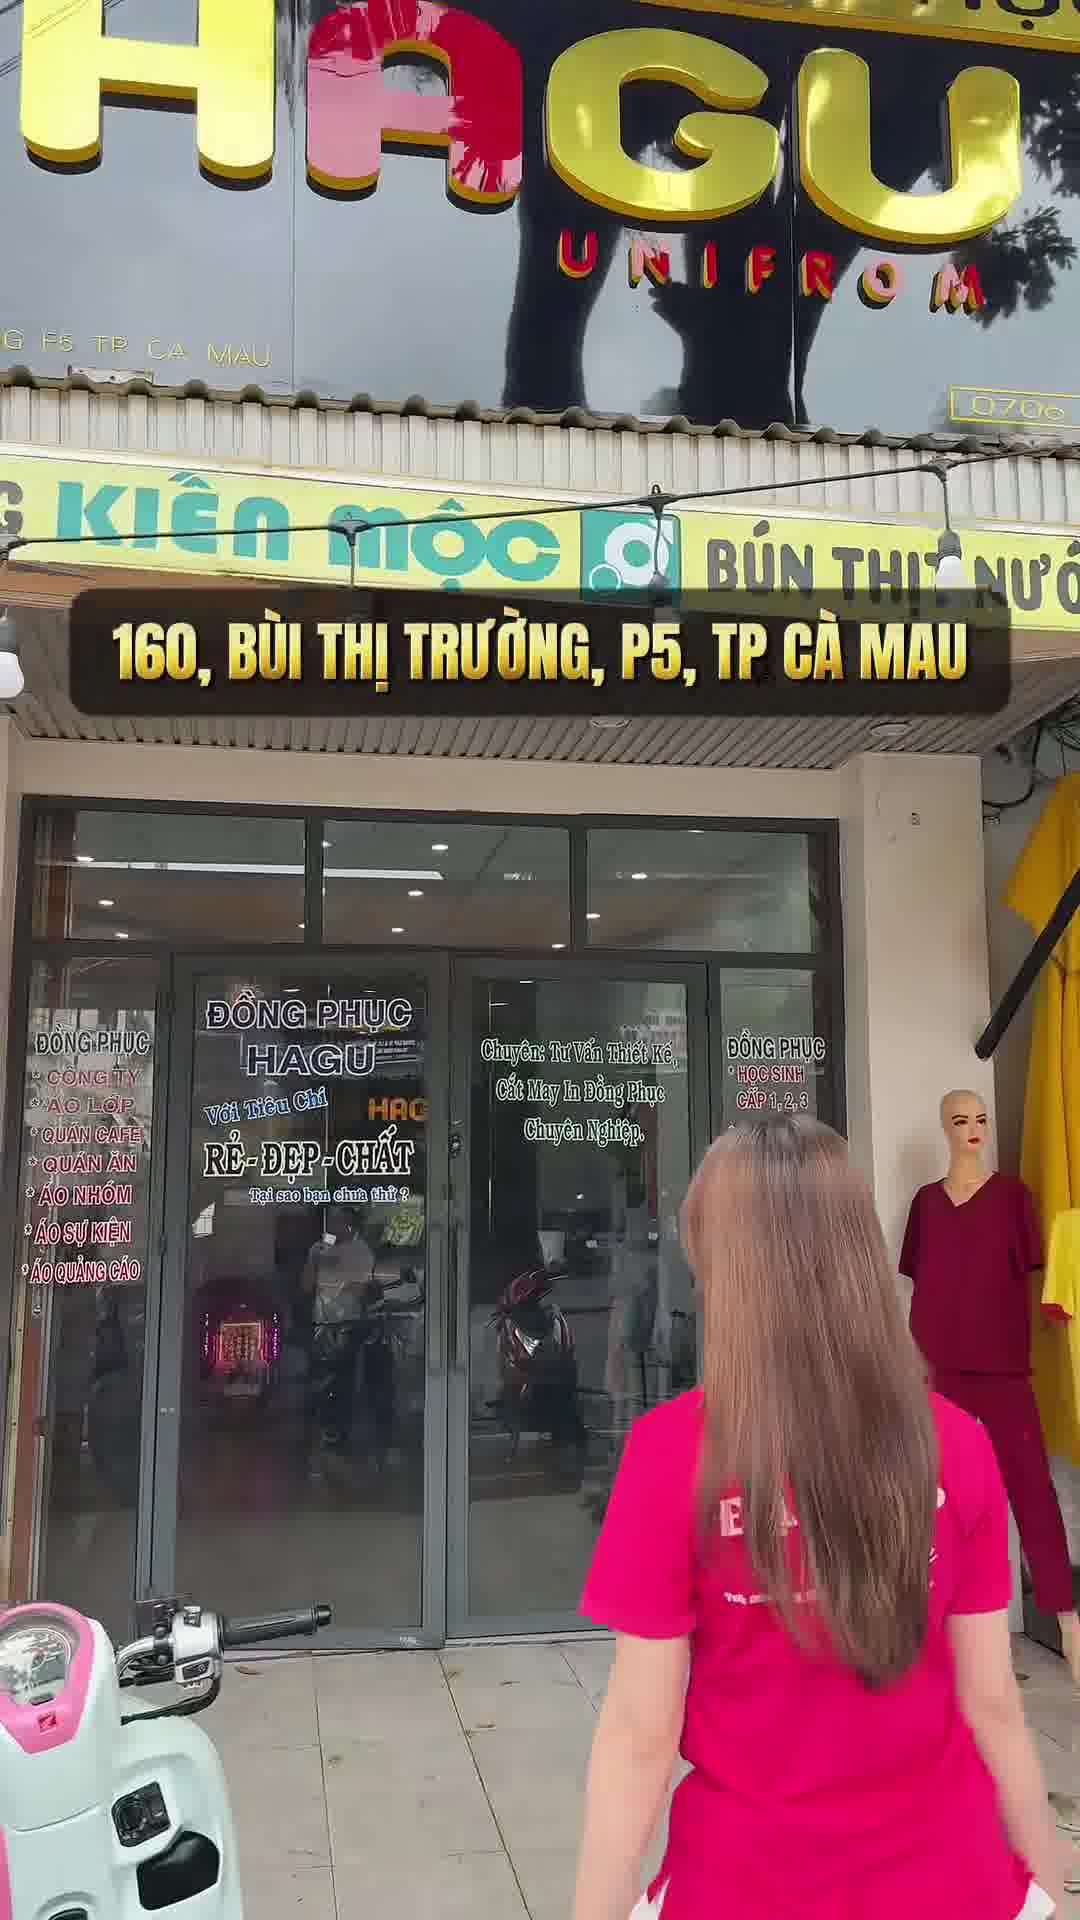 HAGU
UNIFROM
G F5 TP CA MAU
0706
KIÊN MỘC
BÚN THỊT NƯỚ
160, BÙI THỊ TRƯỜNG, P5, TP CÀ MAU
ĐỒNG PHỤC
* CÔNG TY
* ÁO LỚP
* QUÁN CAFE
* QUÁN ĂN
* ÁO NHÓM
* ÁO SỰ KIỆN
* ÁO QUẢNG CÁO
ĐỒNG PHỤC
HAGU
Với Tiêu Chí
HAG
RẺ - ĐẸP - CHẤT
Tại sao bạn chưa thử ?
Chuyên: Tư Vấn Thiết Kế,
Cắt May In Đồng Phục
Chuyên Nghiệp.
ĐỒNG PHỤC
* HỌC SINH
CẤP 1, 2, 3